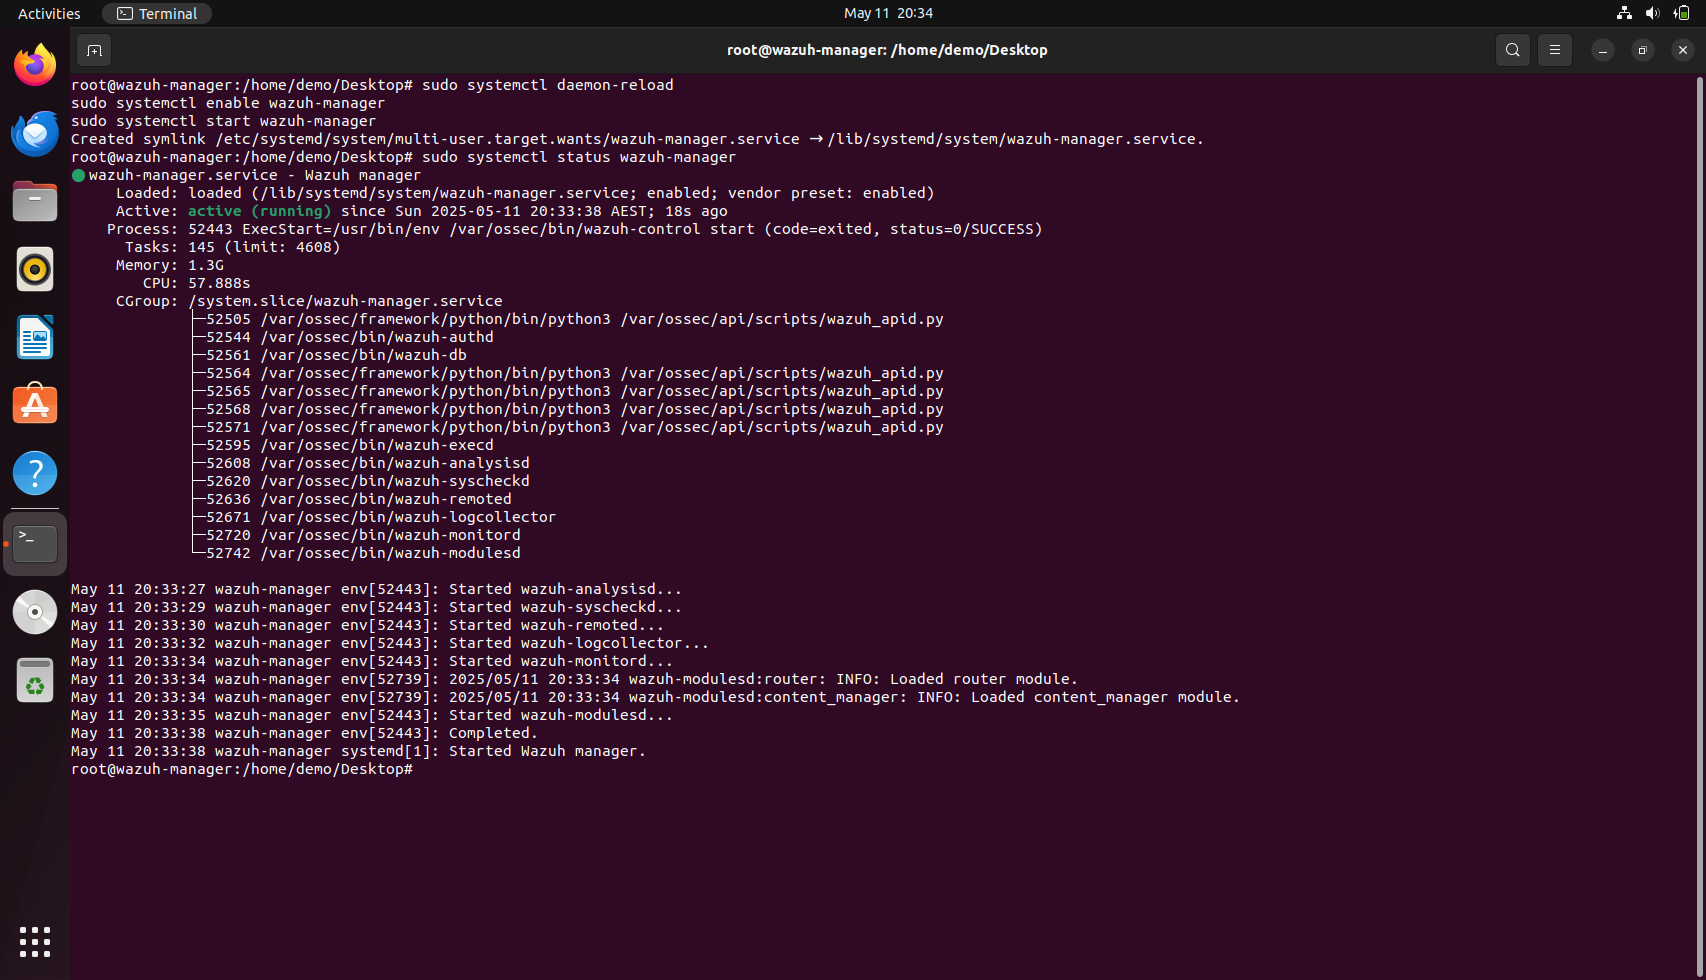 Activities
Terminal
May 11 20:34
root@wazuh-manager: /home/demo/Desktop
root@wazuh-manager:/home/demo/Desktop# sudo systemctl daemon-reload
sudo systemctl enable wazuh-manager
sudo systemctl start wazuh-manager
Created symlink /etc/systemd/system/multi-user.target.wants/wazuh-manager.service → /lib/systemd/system/wazuh-manager.service.
root@wazuh-manager:/home/demo/Desktop# sudo systemctl status wazuh-manager
● wazuh-manager.service - Wazuh manager
Loaded: loaded (/lib/systemd/system/wazuh-manager.service; enabled; vendor preset: enabled)
Active: active (running) since Sun 2025-05-11 20:33:38 AEST; 18s ago
Process: 52443 ExecStart=/usr/bin/env /var/ossec/bin/wazuh-control start (code=exited, status=0/SUCCESS)
Tasks: 145 (limit: 4608)
Memory: 1.3G
CPU: 57.888s
CGroup: /system.slice/wazuh-manager.service
├─52505 /var/ossec/framework/python/bin/python3 /var/ossec/api/scripts/wazuh_apid.py
├─52544 /var/ossec/bin/wazuh-authd
├─52561 /var/ossec/bin/wazuh-db
├─52564 /var/ossec/framework/python/bin/python3 /var/ossec/api/scripts/wazuh_apid.py
├─52565 /var/ossec/framework/python/bin/python3 /var/ossec/api/scripts/wazuh_apid.py
├─52568 /var/ossec/framework/python/bin/python3 /var/ossec/api/scripts/wazuh_apid.py
├─52571 /var/ossec/framework/python/bin/python3 /var/ossec/api/scripts/wazuh_apid.py
├─52595 /var/ossec/bin/wazuh-execd
├─52608 /var/ossec/bin/wazuh-analysisd
├─52620 /var/ossec/bin/wazuh-syscheckd
├─52636 /var/ossec/bin/wazuh-remoted
├─52671 /var/ossec/bin/wazuh-logcollector
├─52720 /var/ossec/bin/wazuh-monitord
└─52742 /var/ossec/bin/wazuh-modulesd
May 11 20:33:27 wazuh-manager env[52443]: Started wazuh-analysisd...
May 11 20:33:29 wazuh-manager env[52443]: Started wazuh-syscheckd...
May 11 20:33:30 wazuh-manager env[52443]: Started wazuh-remoted...
May 11 20:33:32 wazuh-manager env[52443]: Started wazuh-logcollector...
May 11 20:33:34 wazuh-manager env[52443]: Started wazuh-monitord...
May 11 20:33:34 wazuh-manager env[52739]: 2025/05/11 20:33:34 wazuh-modulesd:router: INFO: Loaded router module.
May 11 20:33:34 wazuh-manager env[52739]: 2025/05/11 20:33:34 wazuh-modulesd:content_manager: INFO: Loaded content_manager module.
May 11 20:33:35 wazuh-manager env[52443]: Started wazuh-modulesd...
May 11 20:33:38 wazuh-manager env[52443]: Completed.
May 11 20:33:38 wazuh-manager systemd[1]: Started Wazuh manager.
root@wazuh-manager:/home/demo/Desktop#